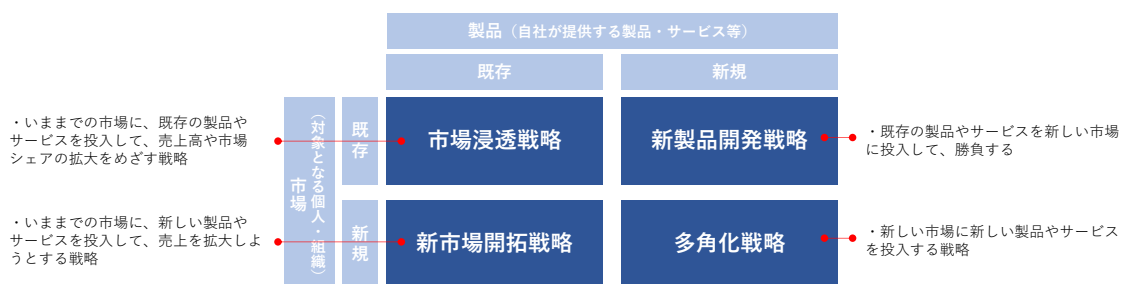 製品（自社が提供する製品・サービス等）
既存
新規
市場
（対象となる個人・組織）
既存
新規
市場浸透戦略
新製品開発戦略
新市場開拓戦略
多角化戦略
・いままでの市場に、既存の製品や
サービスを投入して、売上高や市場
シェアの拡大をめざす戦略
・既存の製品やサービスを新しい市場
に投入して、勝負する
・いままでの市場に、新しい製品や
サービスを投入して、売上を拡大しよ
うとする戦略
・新しい市場に新しい製品やサービス
を投入する戦略